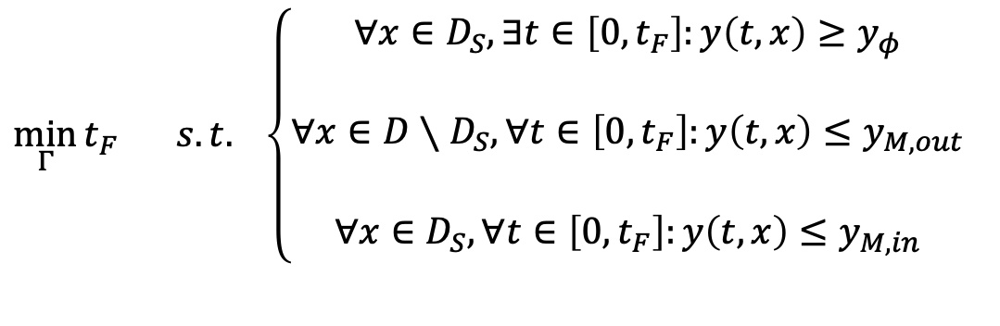 ∀x ∈ D_S, ∃t ∈ [0, t_F]: y(t, x) ≥ y_ϕ
min_Γ t_F s.t. { ∀x ∈ D \ D_S, ∀t ∈ [0, t_F]: y(t, x) ≤ y_{M,out}
∀x ∈ D_S, ∀t ∈ [0, t_F]: y(t, x) ≤ y_{M,in}